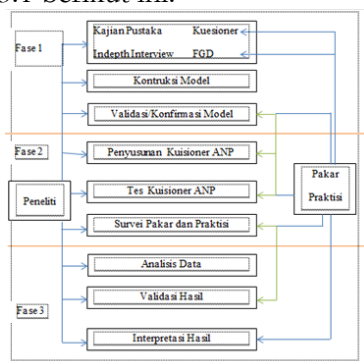 Fase 1
Kajian Pustaka Kuesioner
Indepth Interview FGD
Kontruksi Model
Validasi/Konfirmasi Model
Fase 2
Penyusunan Kuisioner ANP
Pakar
Praktisi
Tes Kuisioner ANP
Peneliti
Survei Pakar dan Praktisi
Analisis Data
Validasi Hasil
Fase 3
Interpretasi Hasil